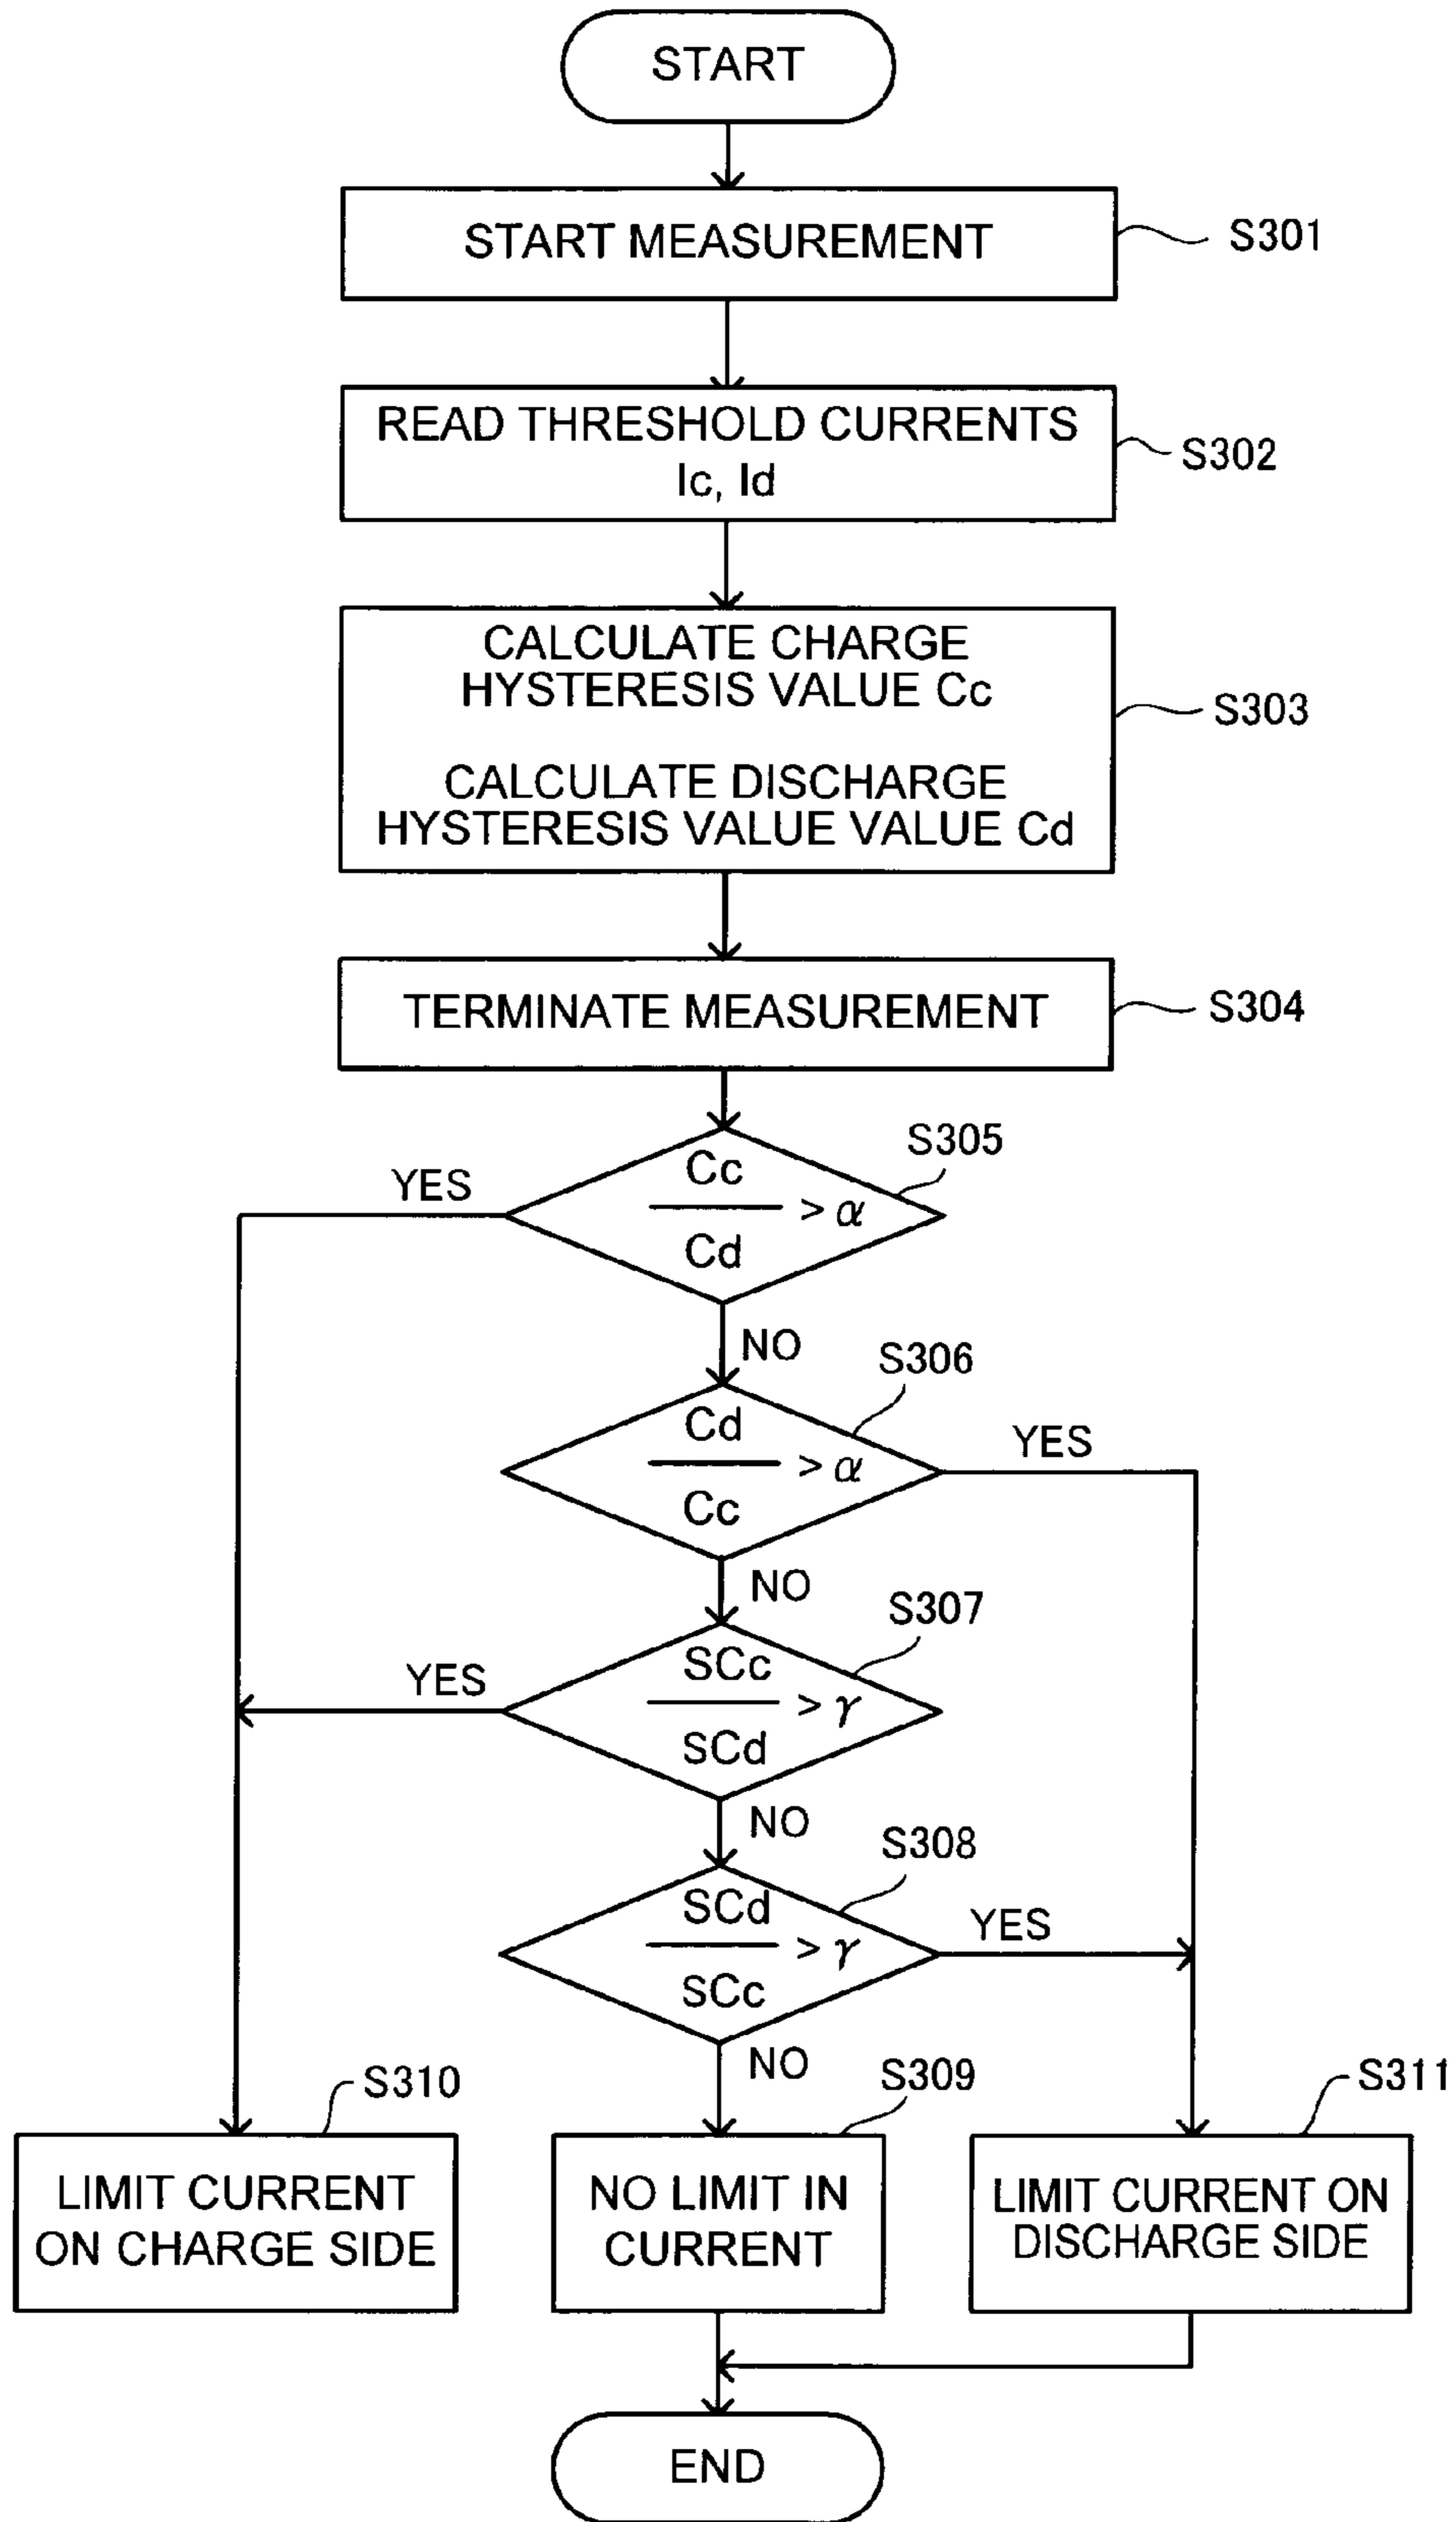 START
START MEASUREMENT
S301
READ THRESHOLD CURRENTS
Ic, Id
S302
CALCULATE CHARGE
HYSTERESIS VALUE Cc
CALCULATE DISCHARGE
HYSTERESIS VALUE VALUE Cd
S303
TERMINATE MEASUREMENT
S304
S305
YES
Cc
> α
Cd
NO
S306
Cd
> α
Cc
YES
NO
S307
YES
SCc
> γ
SCd
NO
S308
SCd
> γ
SCc
YES
NO
S310
S309
S311
LIMIT CURRENT
ON CHARGE SIDE
NO LIMIT IN
CURRENT
LIMIT CURRENT ON
DISCHARGE SIDE
END